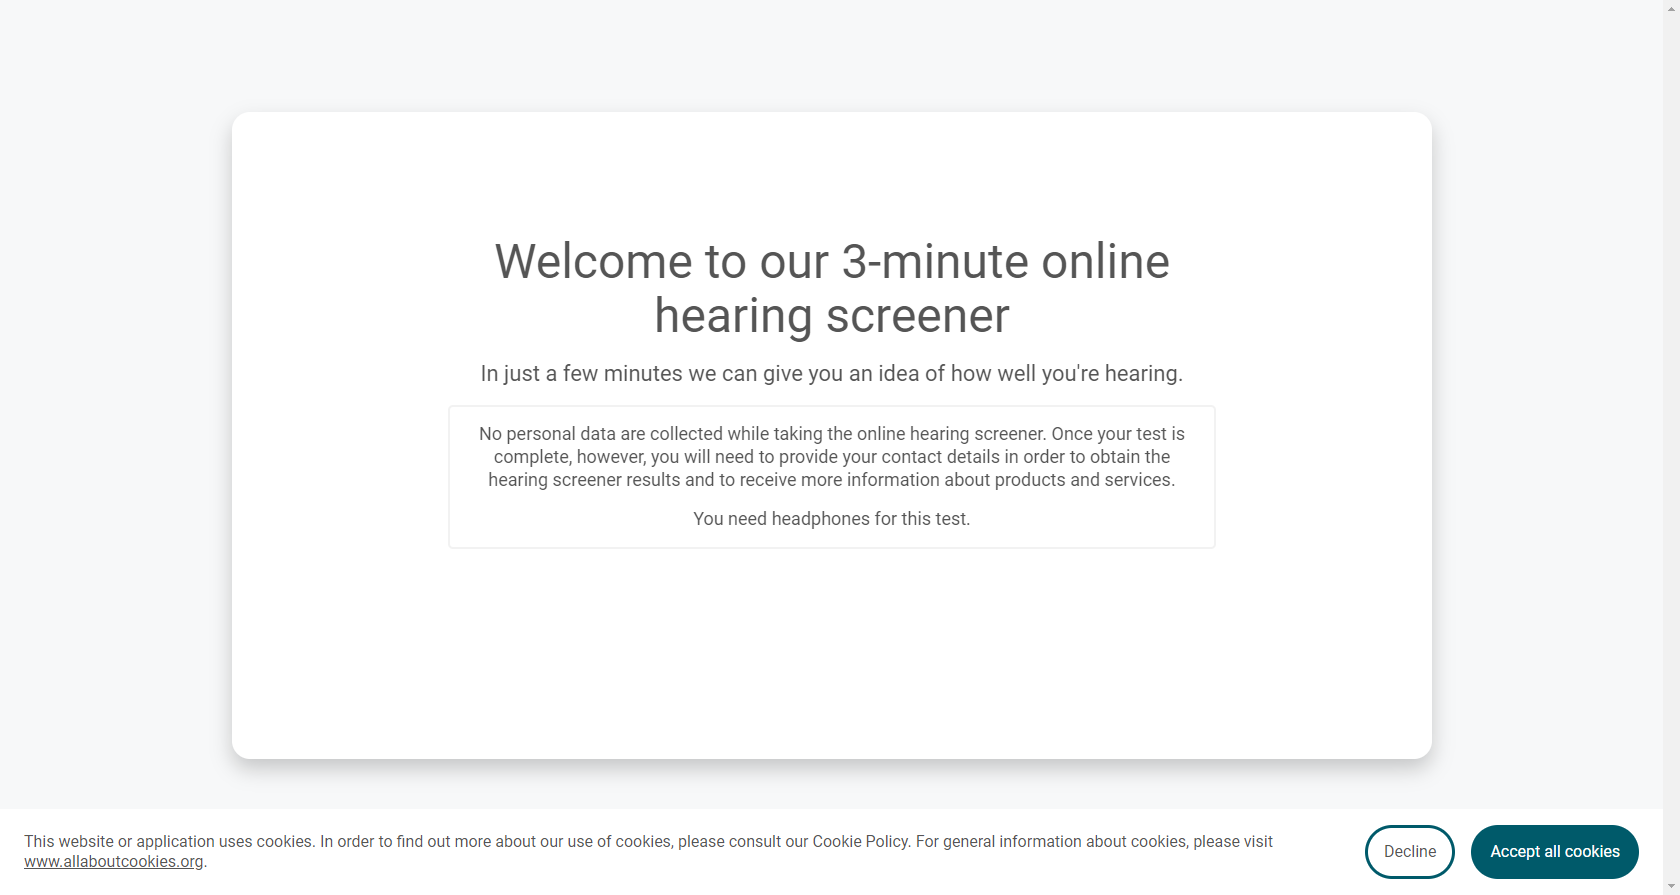 Welcome to our 3-minute online
hearing screener
In just a few minutes we can give you an idea of how well you're hearing.
No personal data are collected while taking the online hearing screener. Once your test is
complete, however, you will need to provide your contact details in order to obtain the
hearing screener results and to receive more information about products and services.
You need headphones for this test.
This website or application uses cookies. In order to find out more about our use of cookies, please consult our Cookie Policy. For general information about cookies, please visit
www.allaboutcookies.org.
Decline
Accept all cookies